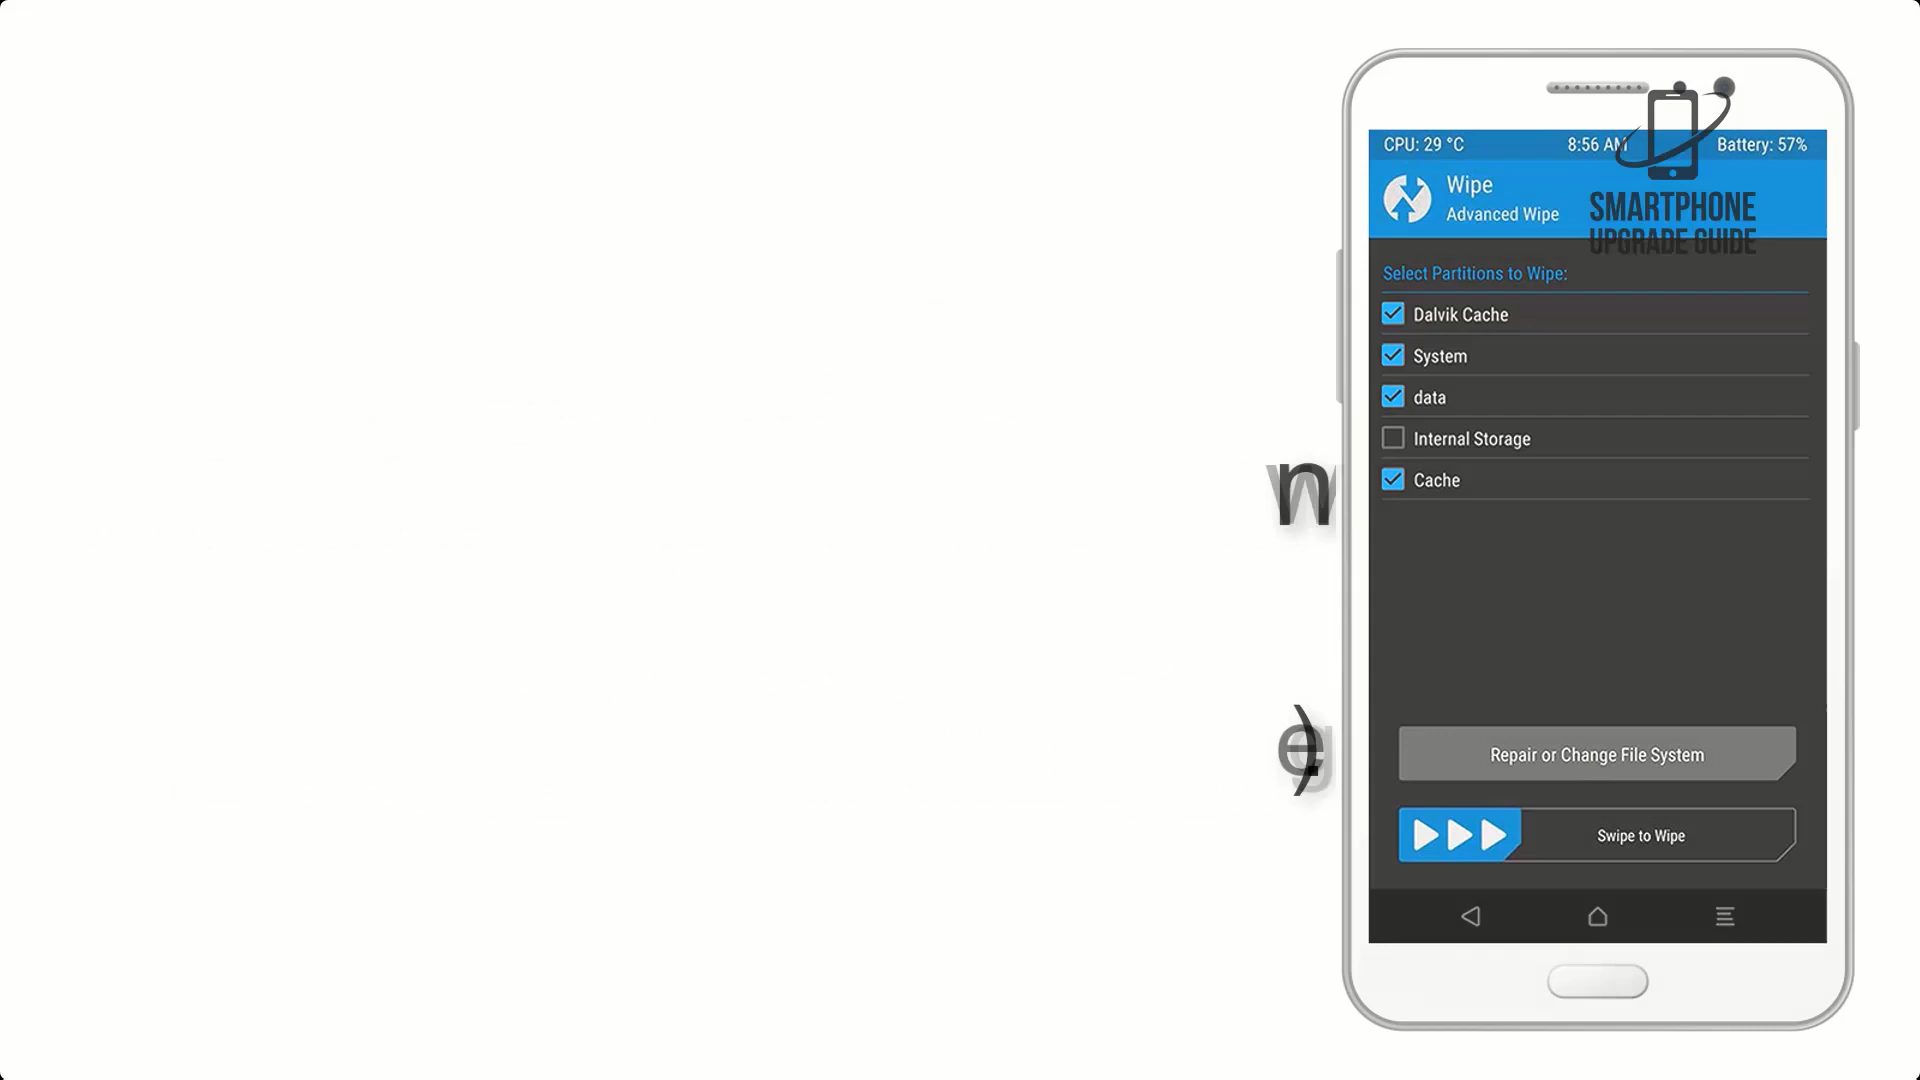 CPU: 29 °C 8:56 AM Battery: 57%
Wipe
Advanced Wipe
SMARTPHONE
UPGRADE GUIDE
Select Partitions to Wipe:
Dalvik Cache
System
data
Internal Storage
Cache
Repair or Change File System
Swipe to Wipe